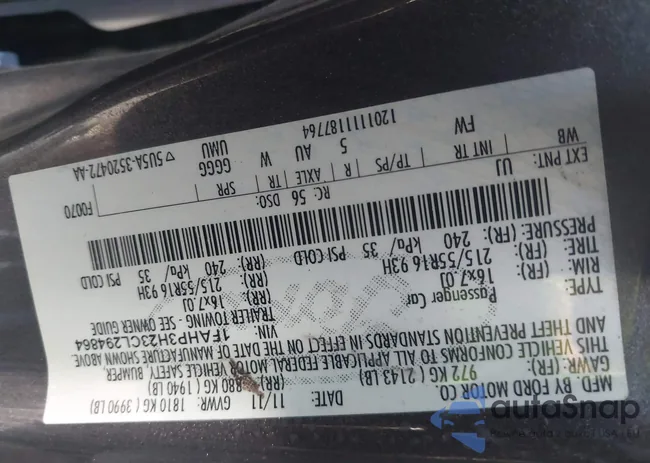 MFD. BY FORD MOTOR CO.
DATE: 11/11
GVWR: 1810 KG ( 3990 LB)
GAWR: (FR): 972 KG ( 2143 LB)
880 KG ( 1940 LB)
THIS VEHICLE CONFORMS TO ALL APPLICABLE FEDERAL MOTOR VEHICLE SAFETY, BUMPER,
AND THEFT PREVENTION STANDARDS IN EFFECT ON THE DATE OF MANUFACTURE SHOWN ABOVE
VIN: 1FAHP3H23CL294864
TYPE: Passenger Car
TRAILER TOWING - SEE OWNER GUIDE
RIM: (FR): 16x7.0J
(RR): 16x7.0J
TIRE: (FR): 215/55R16 93H
(RR): 215/55R16 93H
PRESSURE: (FR): 240 kPa/ 35 PSI COLD
(RR): 240 kPa/ 35 PSI COLD
EXT PNT: UJ RC: 56 DSO: F0070
WB INT TR TP/PS R AXLE TR SPR
FW 5 AU W GGGG
UMU
1201111187764
5U5A-3520472-AA
autoSnap